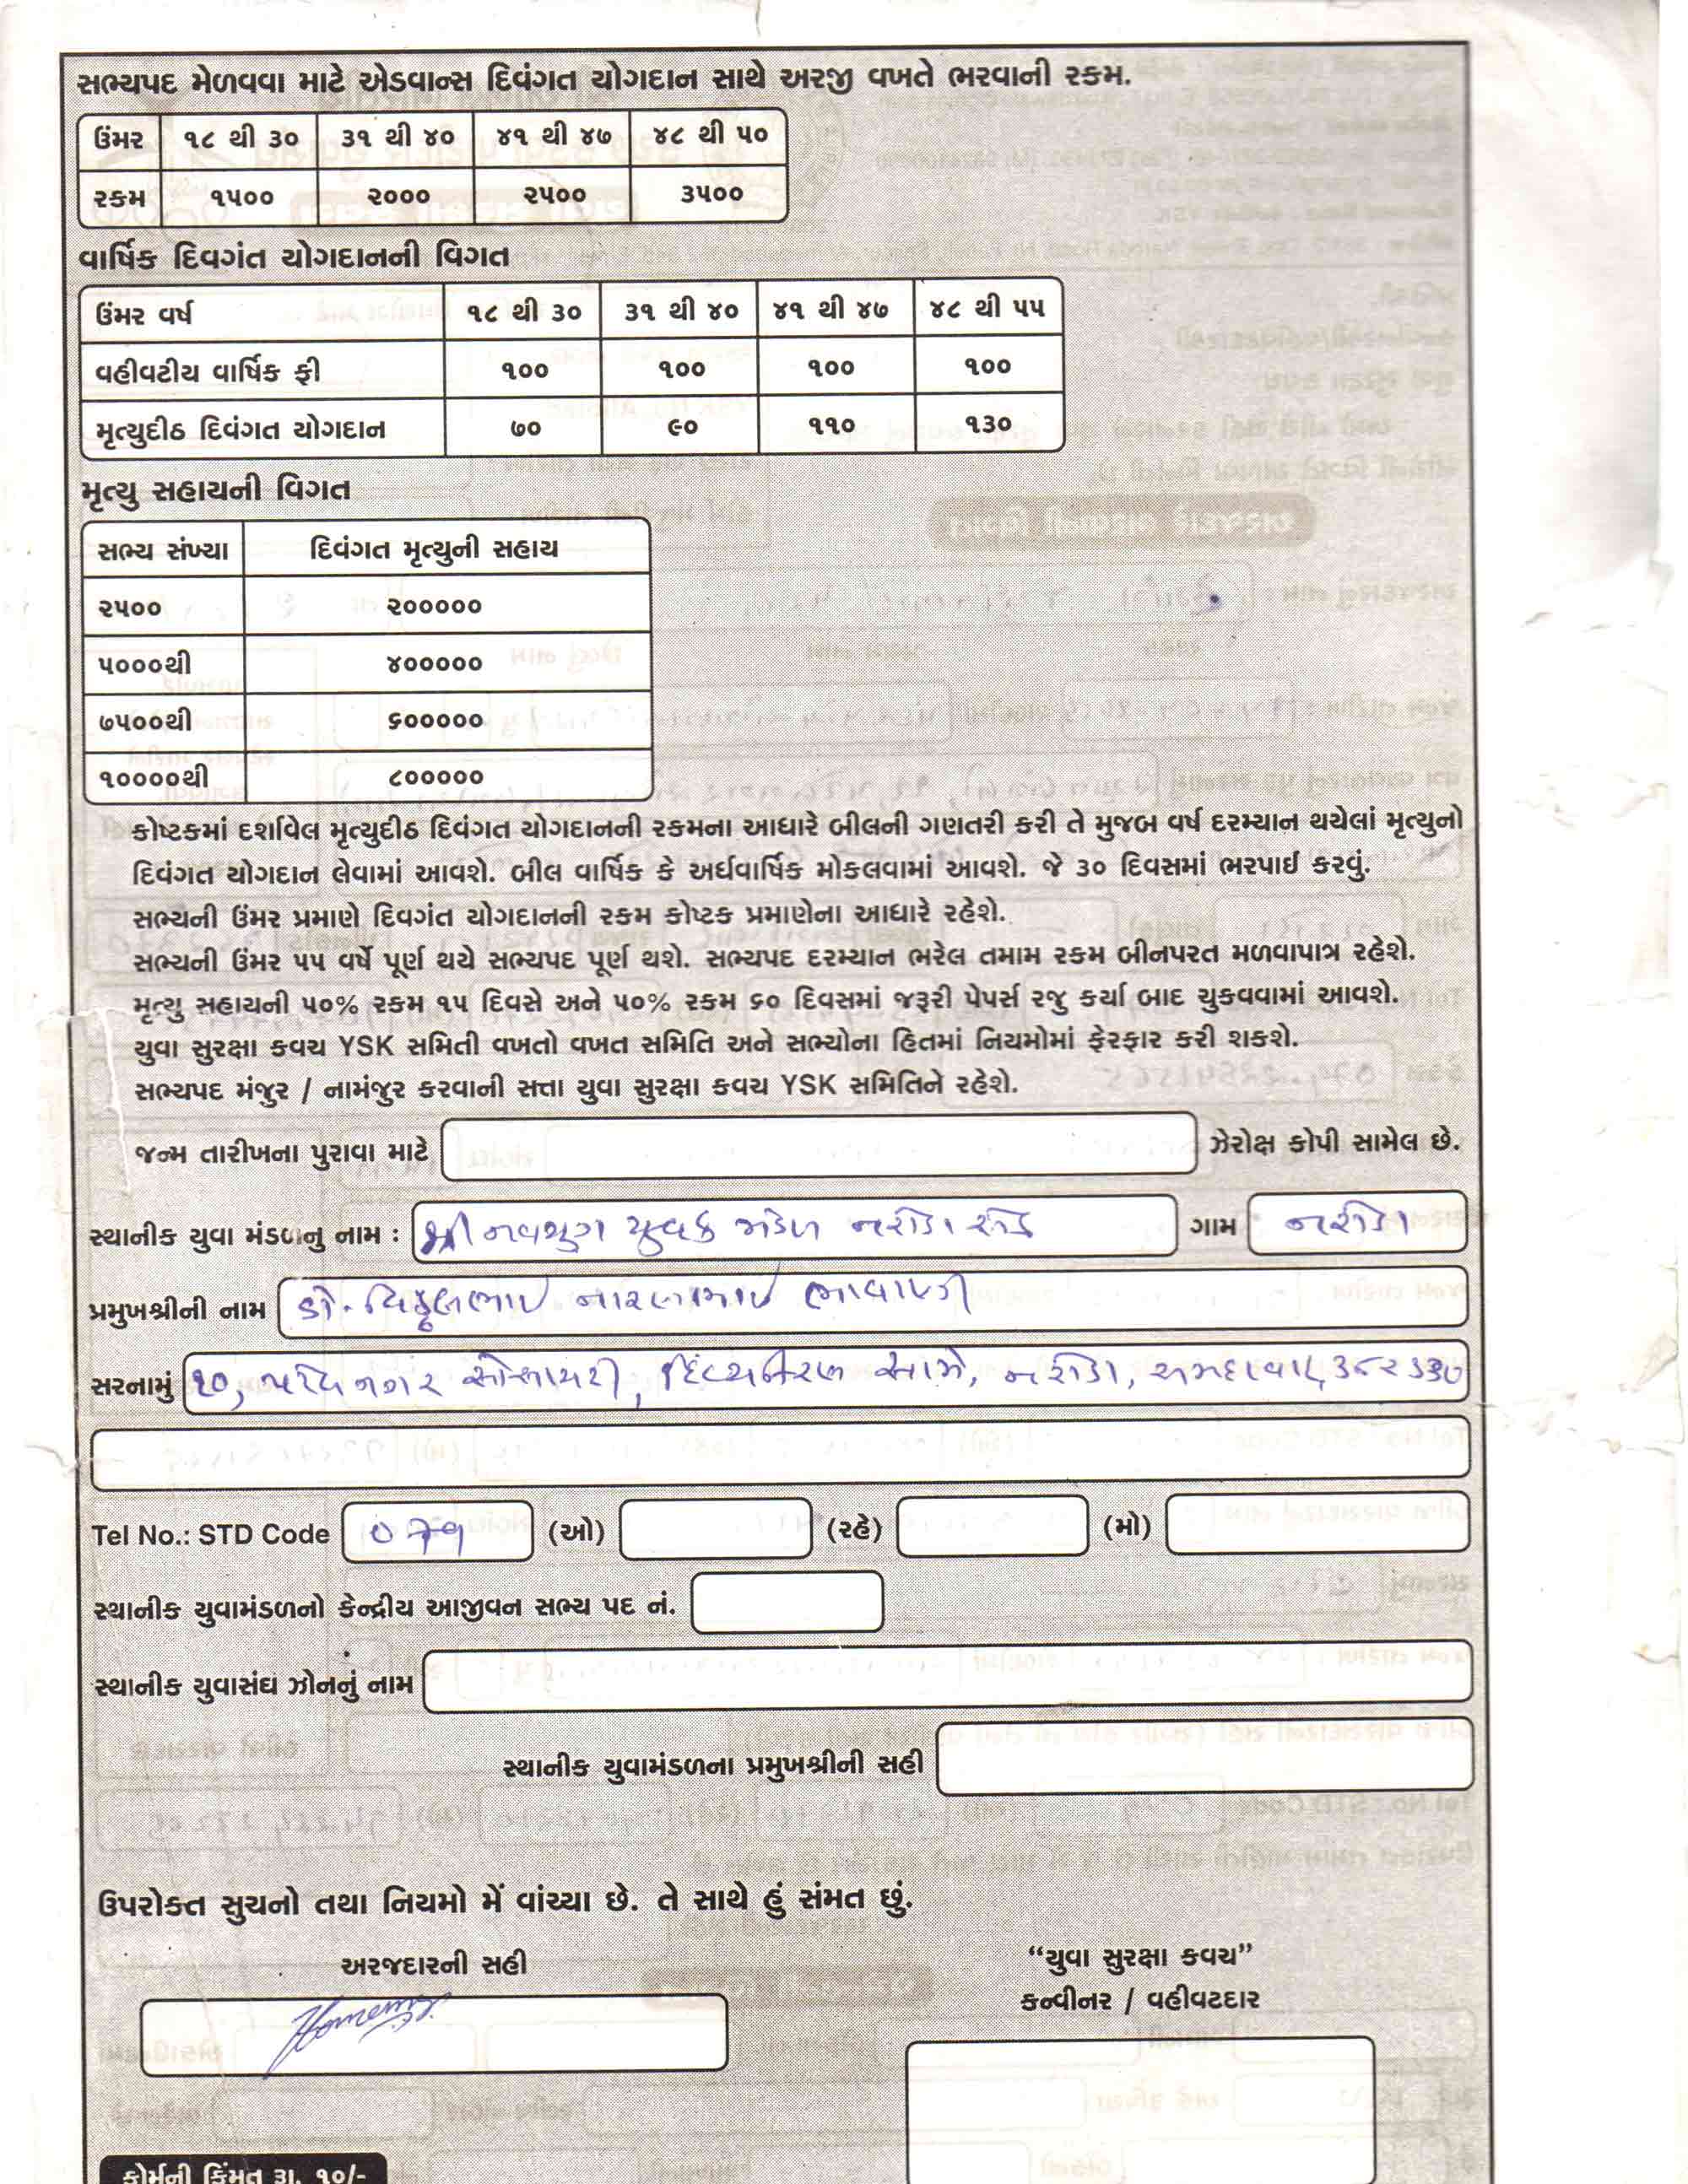 સભ્યપદ મેળવવા માટે એડવાન્સ દિવંગત યોગદાન સાથે અરજી વખતે ભરવાની રકમ.
ઉંમર ૧૮ થી ૩૦ ૩૧ થી ૪૦ ૪૧ થી ૪૭ ૪૮ થી ૫૦
રકમ ૧૫૦૦ ૨૦૦૦ ૨૫૦૦ ૩૫૦૦
વાર્ષિક દિવગંત યોગદાનની વિગત
ઉંમર વર્ષ ૧૮ થી ૩૦ ૩૧ થી ૪૦ ૪૧ થી ૪૭ ૪૮ થી ૫૫
વહીવટીય વાર્ષિક ફી ૧૦૦ ૧૦૦ ૧૦૦ ૧૦૦
મૃત્યુદીઠ દિવંગત યોગદાન ૭૦ ૯૦ ૧૧૦ ૧૩૦
મૃત્યુ સહાયની વિગત
સભ્ય સંખ્યા દિવંગત મૃત્યુની સહાય
૨૫૦૦ ૨૦૦૦૦૦
૫૦૦૦થી ૪૦૦૦૦૦
૭૫૦૦થી ૬૦૦૦૦૦
૧૦૦૦૦થી ૮૦૦૦૦૦
કોષ્ટકમાં દર્શાવેલ મૃત્યુદીઠ દિવંગત યોગદાનની રકમના આધારે બીલની ગણતરી કરી તે મુજબ વર્ષ દરમ્યાન થયેલાં મૃત્યુનો
દિવંગત યોગદાન લેવામાં આવશે. બીલ વાર્ષિક કે અર્ધવાર્ષિક મોકલવામાં આવશે. જે ૩૦ દિવસમાં ભરપાઈ કરવું.
સભ્યની ઉંમર પ્રમાણે દિવગંત યોગદાનની રકમ કોષ્ટક પ્રમાણેના આધારે રહેશે.
સભ્યની ઉંમર ૫૫ વર્ષે પૂર્ણ થયે સભ્યપદ પૂર્ણ થશે. સભ્યપદ દરમ્યાન ભરેલ તમામ રકમ બીનપરત મળવાપાત્ર રહેશે.
મૃત્યુ સહાયની ૫૦% રકમ ૧૫ દિવસે અને ૫૦% રકમ ૬૦ દિવસમાં જરૂરી પેપર્સ રજુ કર્યા બાદ ચુકવવામાં આવશે.
યુવા સુરક્ષા કવચ YSK સમિતી વખતો વખત સમિતિ અને સભ્યોના હિતમાં નિયમોમાં ફેરફાર કરી શકશે.
સભ્યપદ મંજુર / નામંજુર કરવાની સત્તા યુવા સુરક્ષા કવચ YSK સમિતિને રહેશે.
જન્મ તારીખના પુરાવા માટે ઝેરોક્ષ કોપી સામેલ છે.
સ્થાનીક યુવા મંડળનું નામ : શ્રી નવયુગ યુવક મંડળ નરોડા રોડ ગામ નરોડા
પ્રમુખશ્રીની નામ ડો. વિઠ્ઠલભાઈ નારણભાઈ ભાવાણી
સરનામું ૧૦, સોસાયટી, સામે, નરોડા, અમદાવાદ ૩૮૨૩૩૦
Tel No.: STD Code ૦૭૯ (ઓ) (રહે) (મો)
સ્થાનીક યુવામંડળનો કેન્દ્રીય આજીવન સભ્ય પદ નં.
સ્થાનીક યુવાસંઘ ઝોનનું નામ
સ્થાનીક યુવામંડળના પ્રમુખશ્રીની સહી
ઉપરોક્ત સુચનો તથા નિયમો મેં વાંચ્યા છે. તે સાથે હું સંમત છું.
અરજદારની સહી
“યુવા સુરક્ષા કવચ”
કન્વીનર / વહીવટદાર
ફોર્મની કિંમત રૂા. ૧૦/-